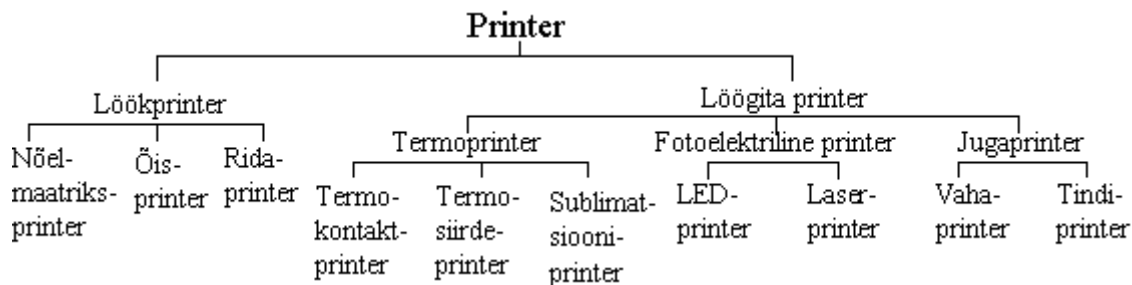 Printer
Löökprinter
Löögita printer
Nõel-
maatriks-
printer
Õis-
printer
Rida-
printer
Termoprinter
Fotoelektriline printer
Jugaprinter
Termo-
kontakt-
printer
Termo-
siirde-
printer
Sublimat-
siooni-
printer
LED-
printer
Laser-
printer
Vaha-
printer
Tindi-
printer